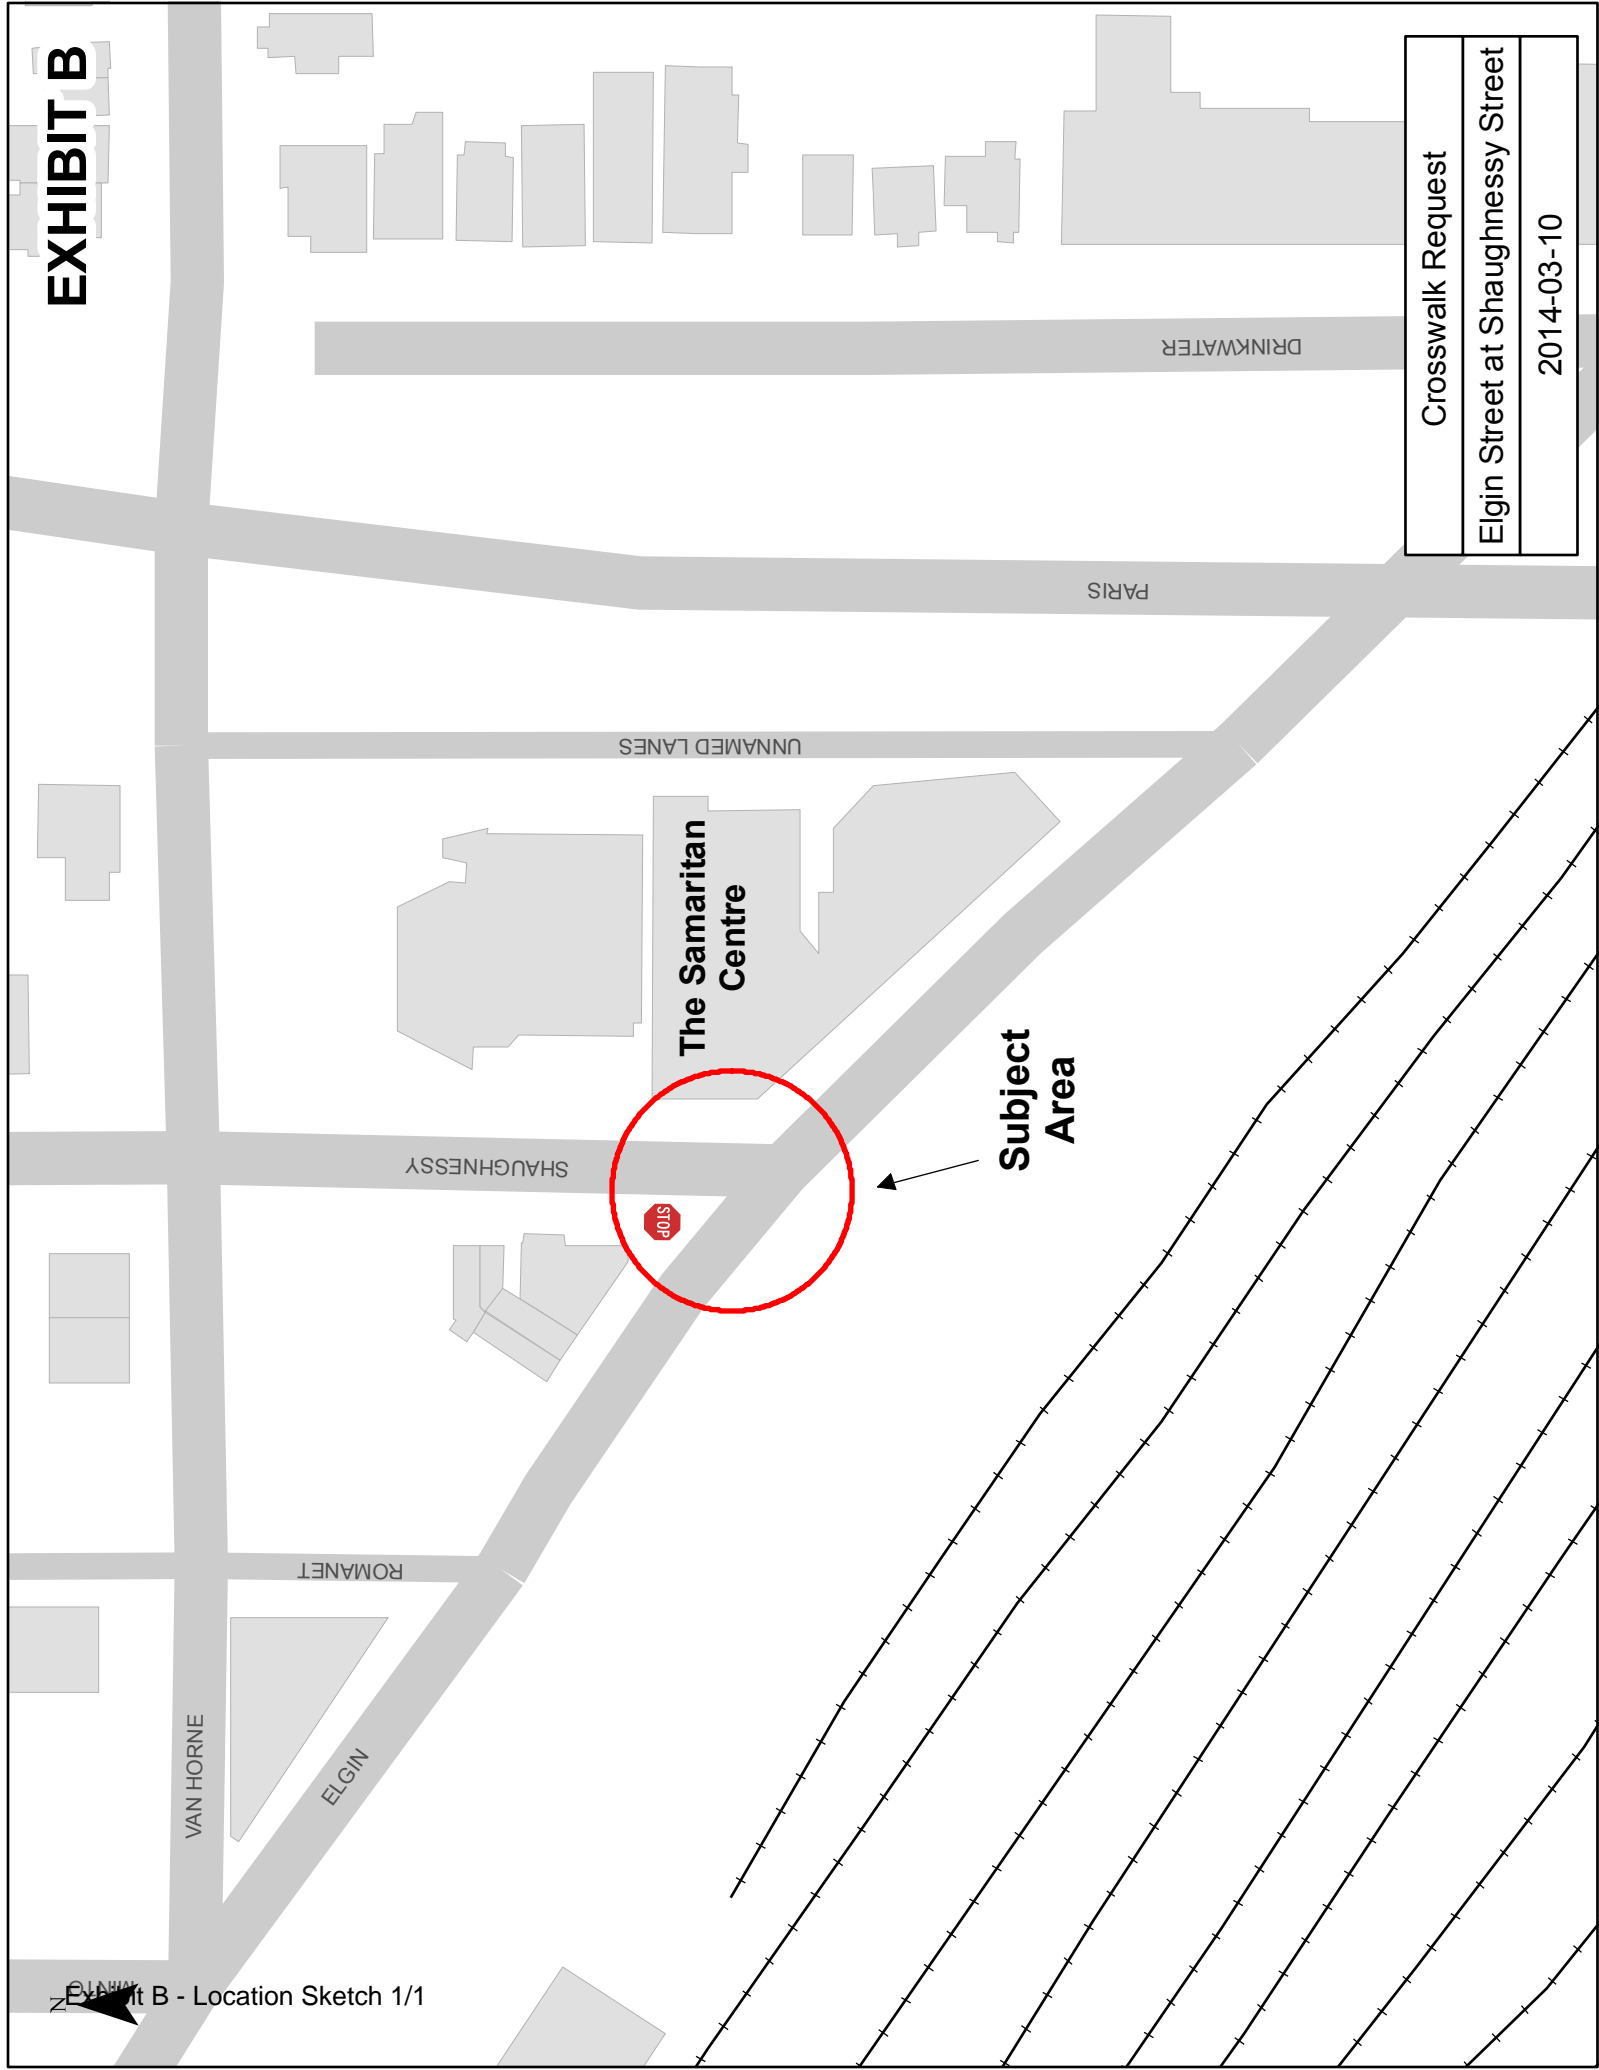 EXHIBIT B
Crosswalk Request
Elgin Street at Shaughnessy Street
2014-03-10
DRINKWATER
PARIS
UNNAMED LANES
The Samaritan
Centre
Subject
Area
SHAUGHNESSY
STOP
ROMANET
VAN HORNE
ELGIN
MINTO
N
Exhibit B - Location Sketch 1/1